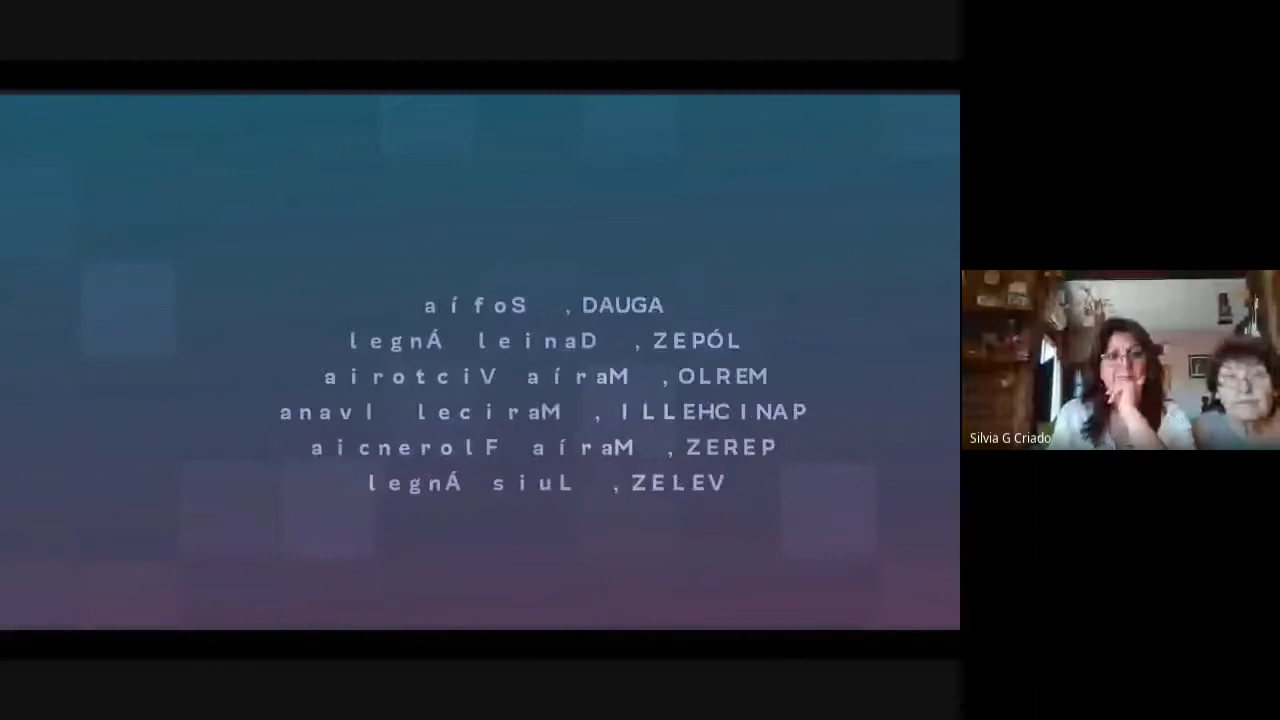 aífoS ,DAUGA
legnÁ leinaD ,ZEPÓL
airotciV aíraM ,OLREM
anavI leciraM ,ILLEHCINAP
aicnerolF aíraM ,ZEREP
legnÁ siuL ,ZELEV
Silvia G Criado